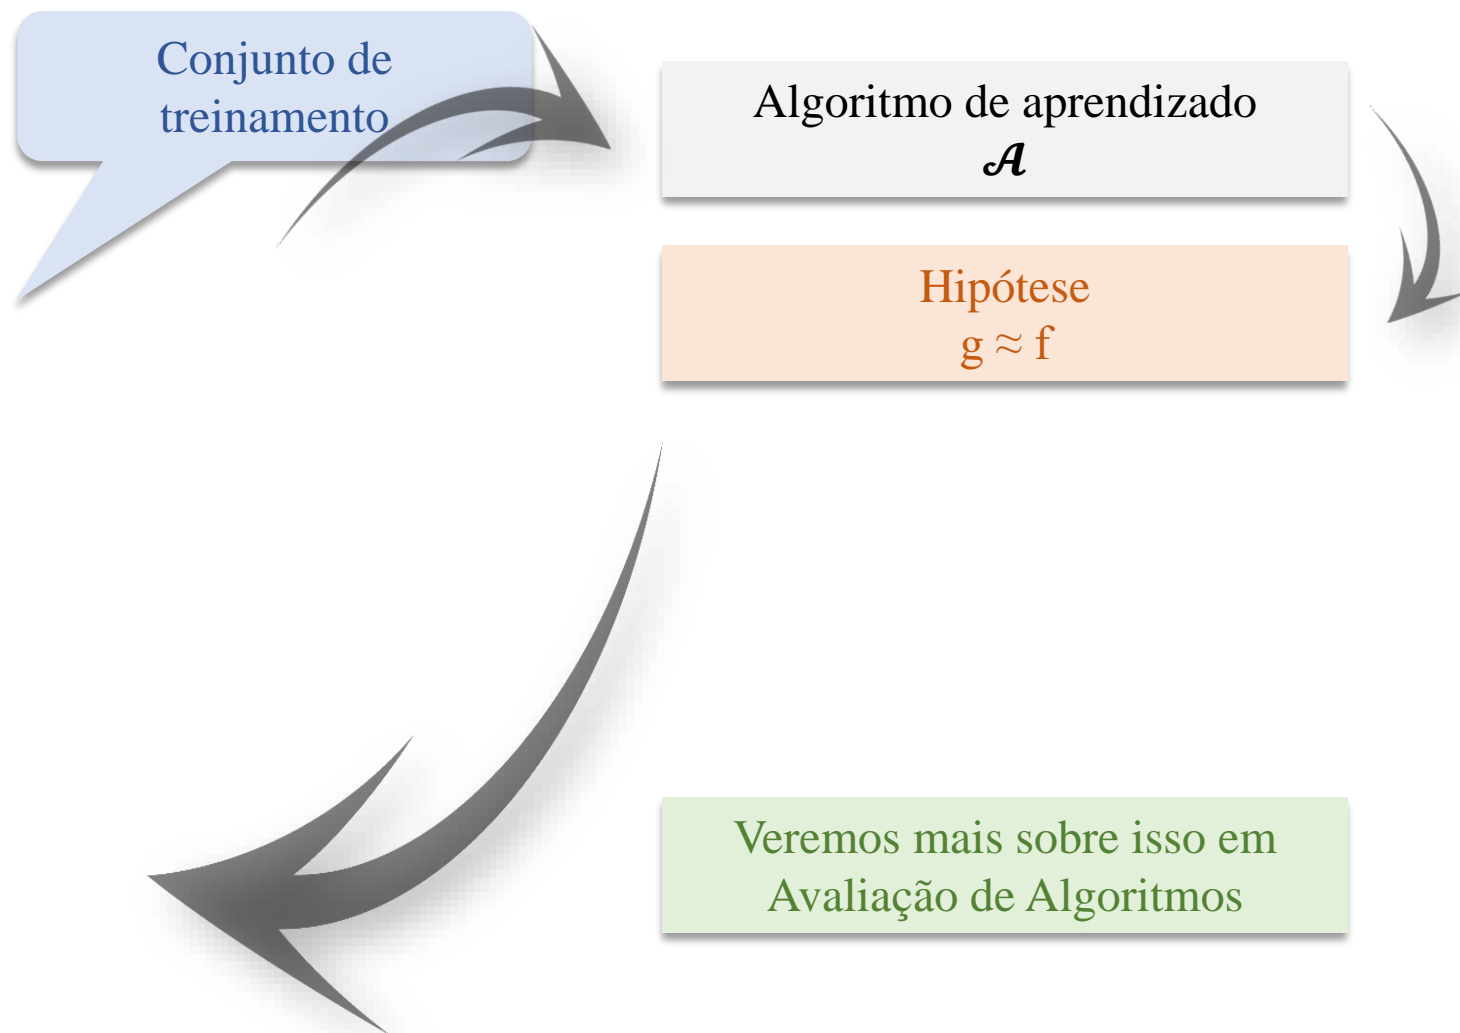 Conjunto de
treinamento
Algoritmo de aprendizado
𝒜
Hipótese
g ≈ f
Veremos mais sobre isso em
Avaliação de Algoritmos